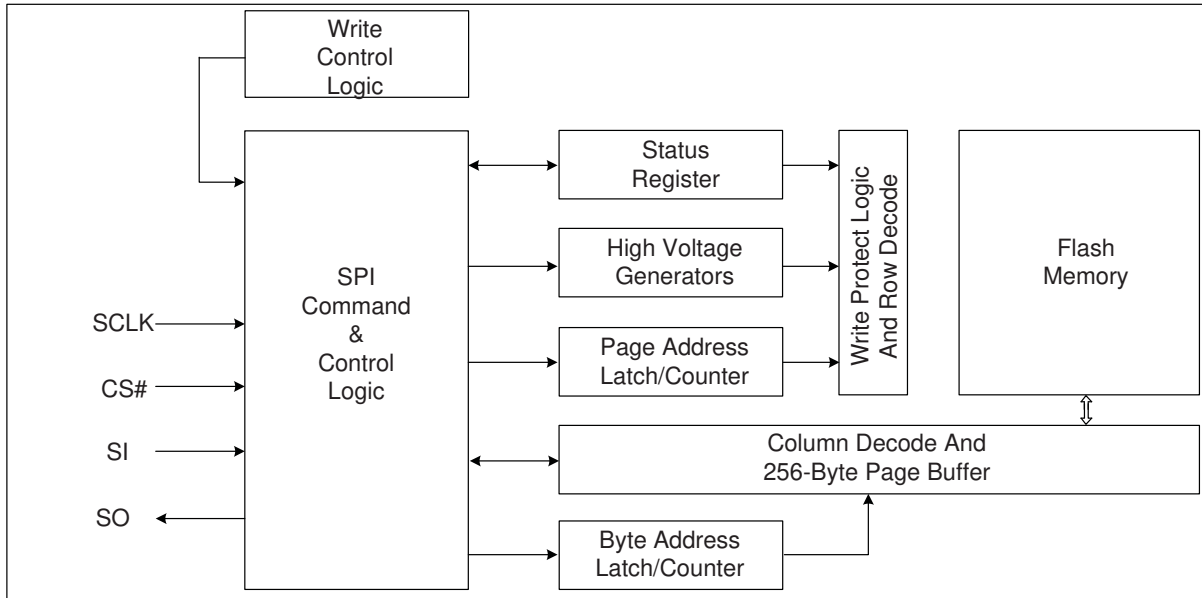 Write
Control
Logic
SPI
Command
&
Control
Logic
SCLK
CS#
SI
SO
Status
Register
High Voltage
Generators
Page Address
Latch/Counter
Write Protect Logic
And Row Decode
Flash
Memory
Column Decode And
256-Byte Page Buffer
Byte Address
Latch/Counter